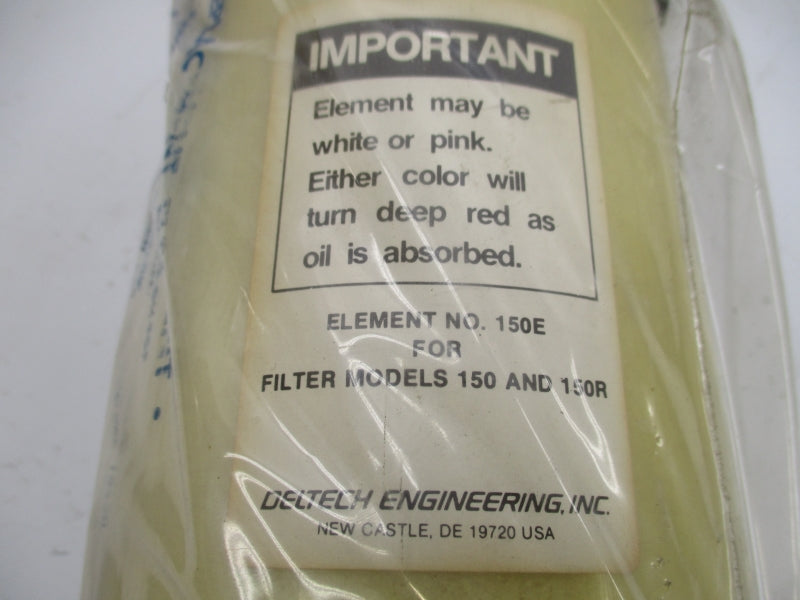 IMPORTANT
Element may be
white or pink.
Either color will
turn deep red as
oil is absorbed.
ELEMENT NO. 150E
FOR
FILTER MODELS 150 AND 150R
DELTECH ENGINEERING, INC.
NEW CASTLE, DE 19720 USA